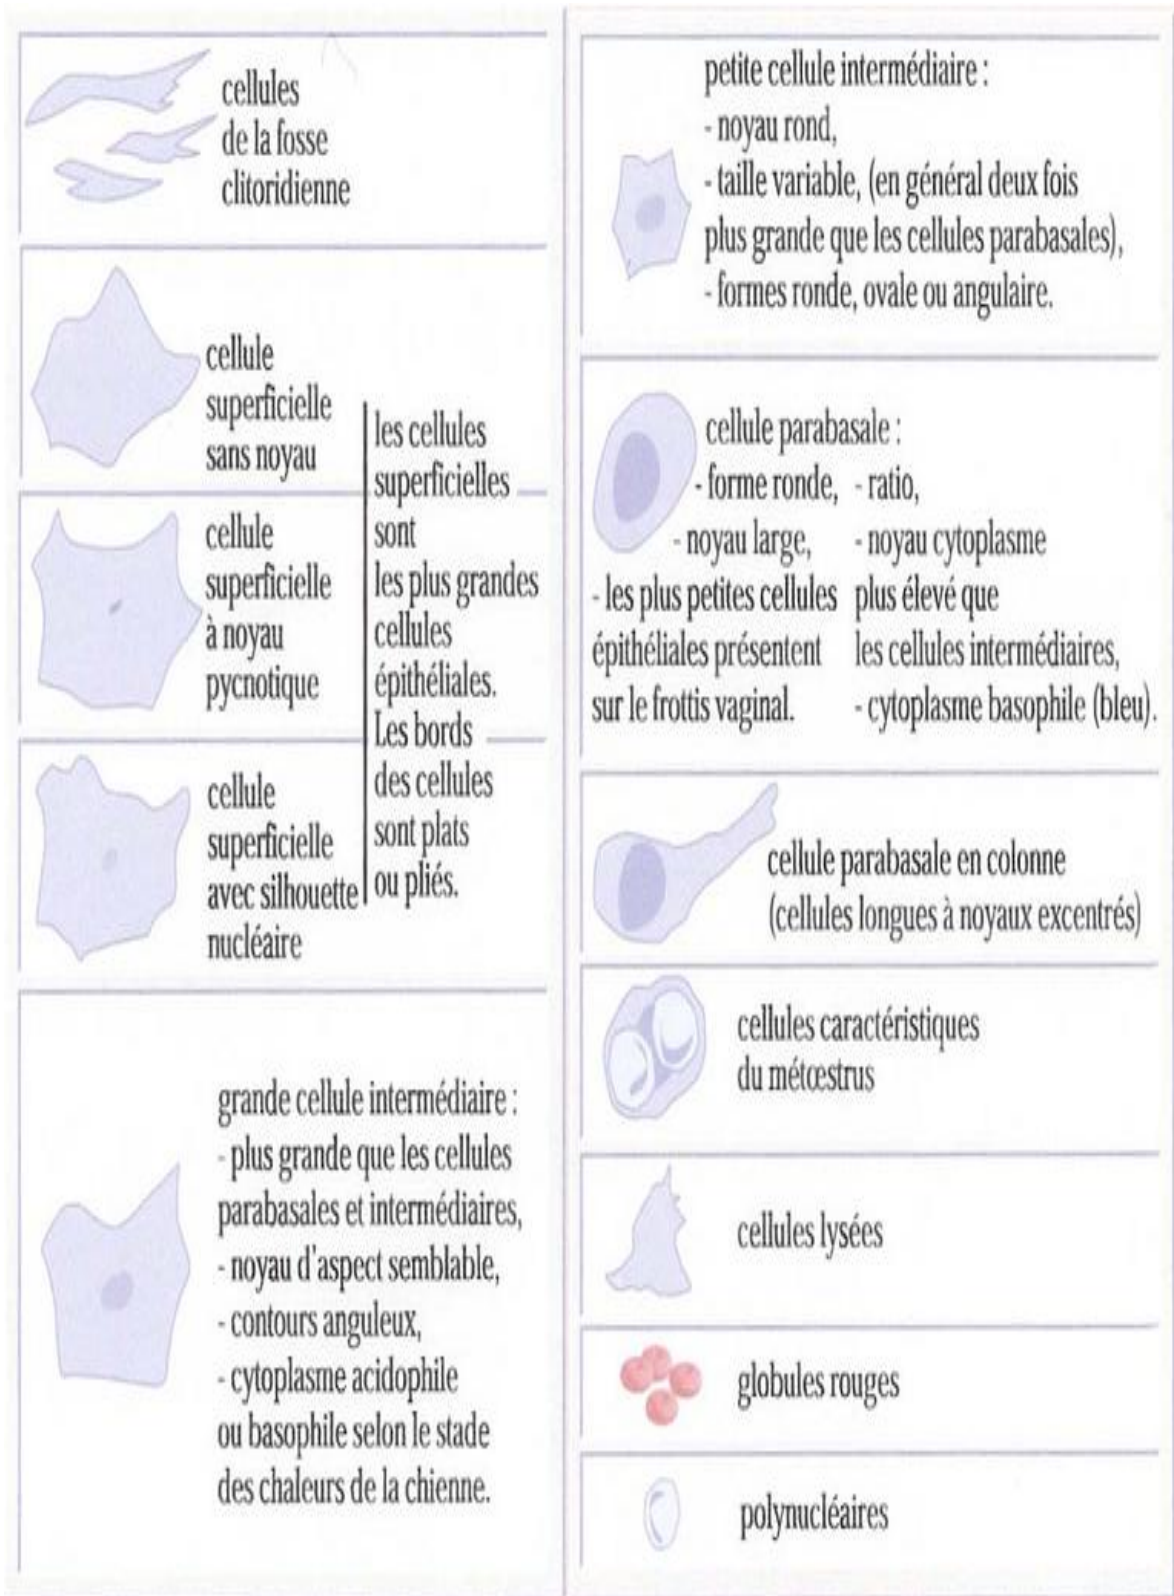 cellules
de la fosse
clitoridienne
cellule
superficielle
sans noyau
cellule
superficielle
à noyau
pycnotique
cellule
superficielle
avec silhouette
nucléaire
les cellules
superficielles
sont
les plus grandes
cellules
épithéliales.
Les bords
des cellules
sont plats
ou pliés.
grande cellule intermédiaire :
- plus grande que les cellules
parabasales et intermédiaires,
- noyau d'aspect semblable,
- contours anguleux,
- cytoplasme acidophile
ou basophile selon le stade
des chaleurs de la chienne.
petite cellule intermédiaire :
- noyau rond,
- taille variable, (en général deux fois
plus grande que les cellules parabasales),
- formes ronde, ovale ou angulaire.
cellule parabasale :
- forme ronde,
- noyau large,
- les plus petites cellules
épithéliales présentent
sur le frottis vaginal.
- ratio,
- noyau cytoplasme
plus élevé que
les cellules intermédiaires,
- cytoplasme basophile (bleu).
cellule parabasale en colonne
(cellules longues à noyaux excentrés)
cellules caractéristiques
du métœstrus
cellules lysées
globules rouges
polynucléaires